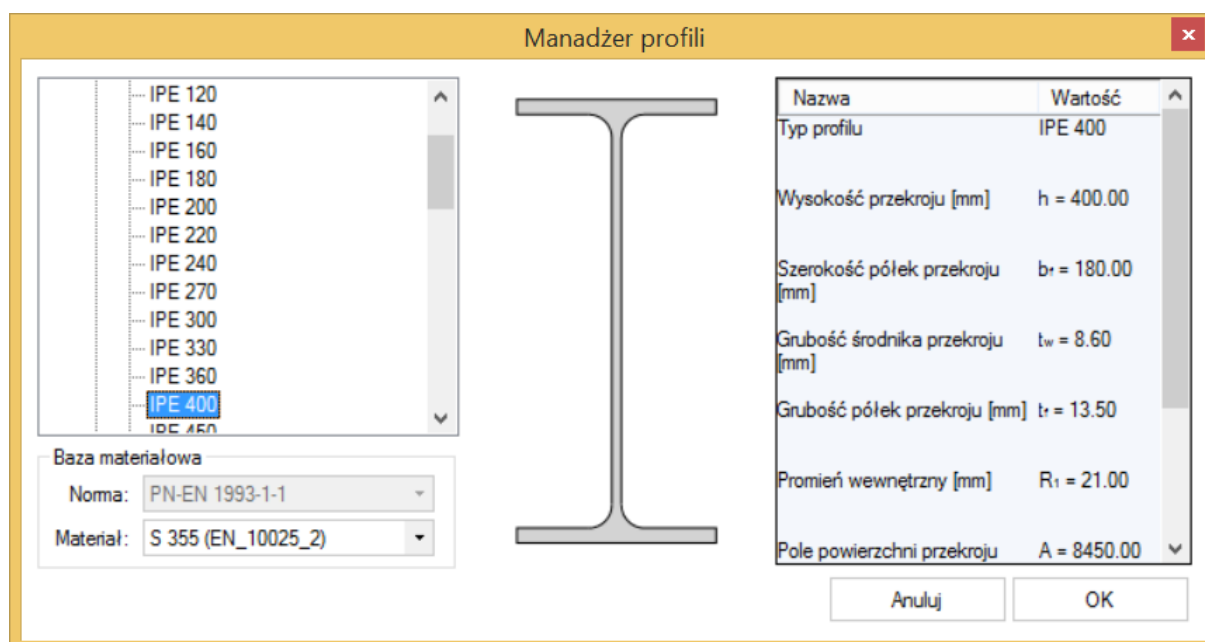 Manadżer profili
IPE 120
IPE 140
IPE 160
IPE 180
IPE 200
IPE 220
IPE 240
IPE 270
IPE 300
IPE 330
IPE 360
IPE 400
IPE 450
Baza materiałowa
Norma: PN-EN 1993-1-1
Materiał: S 355 (EN_10025_2)
Nazwa Wartość
Typ profilu IPE 400
Wysokość przekroju [mm] h = 400.00
Szerokość półek przekroju bf = 180.00
[mm]
Grubość środnika przekroju tw = 8.60
[mm]
Grubość półek przekroju [mm] tf = 13.50
Promień wewnętrzny [mm] R1 = 21.00
Pole powierzchni przekroju A = 8450.00
Anuluj OK